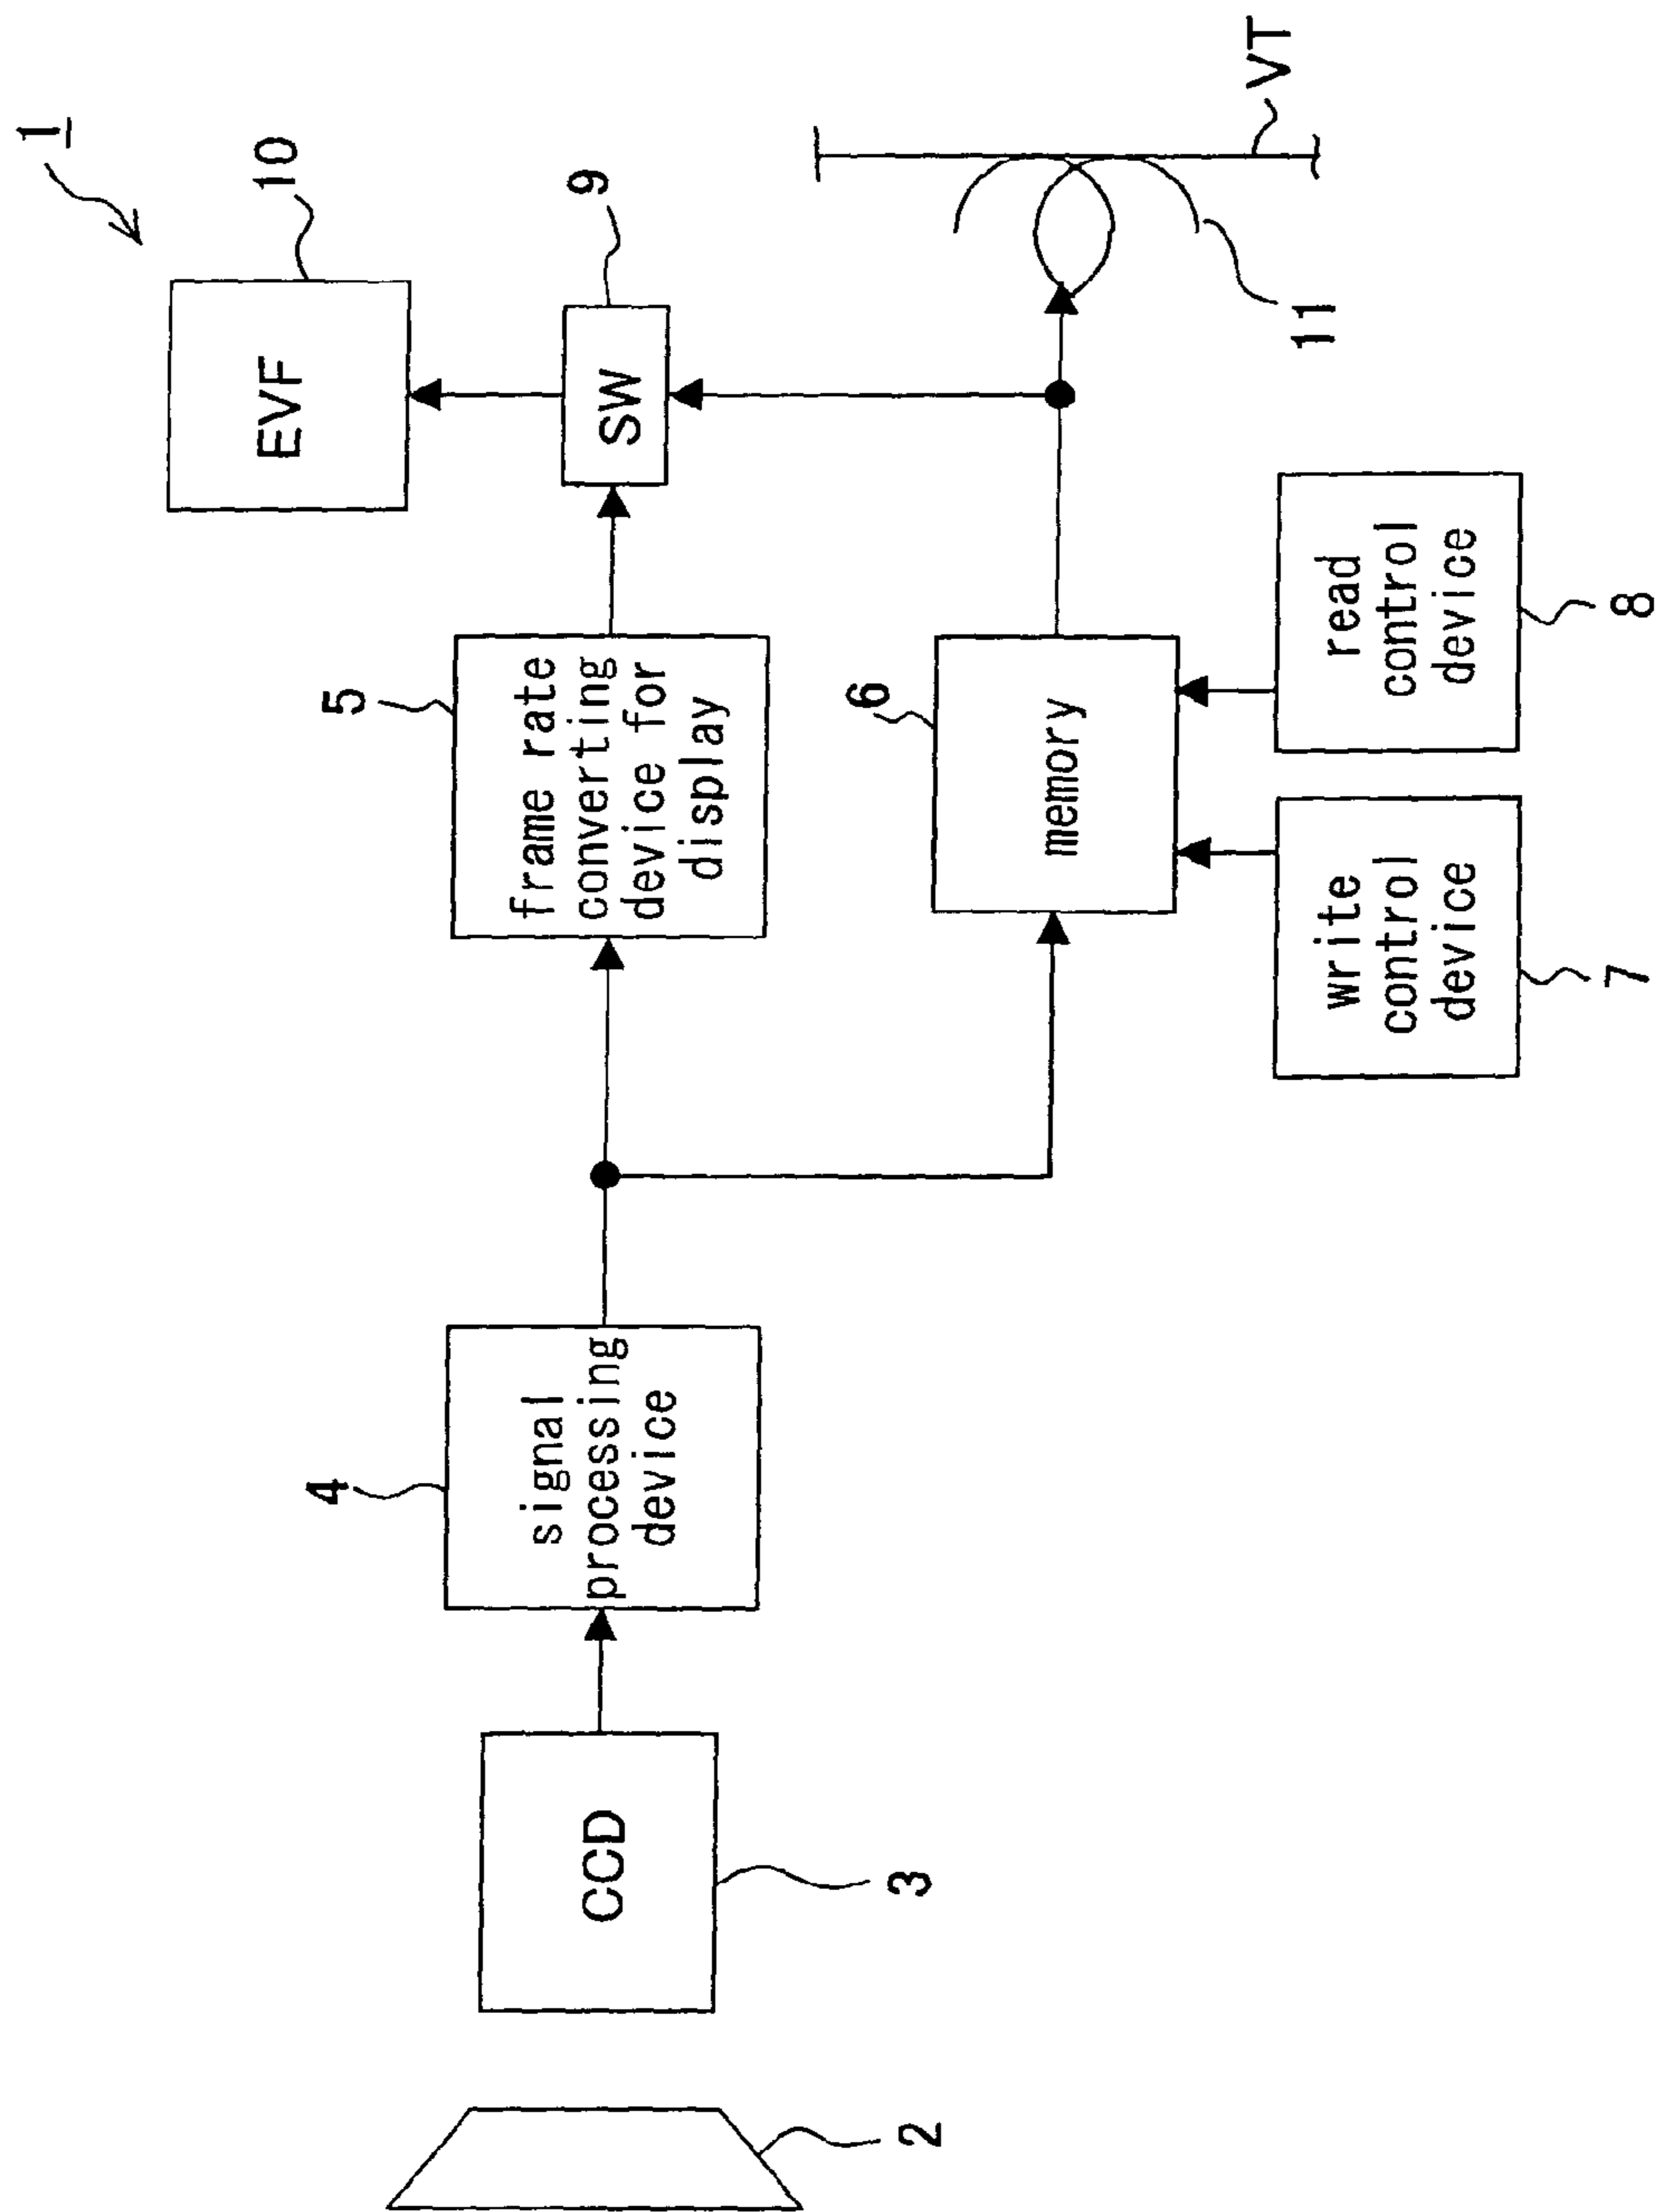 1
10
EVF
9
SW
5
frame rate
converting
device for
display
4
signal
processing
device
CCD
3
2
6
memory
VT
11
write
control
device
7
read
control
device
8